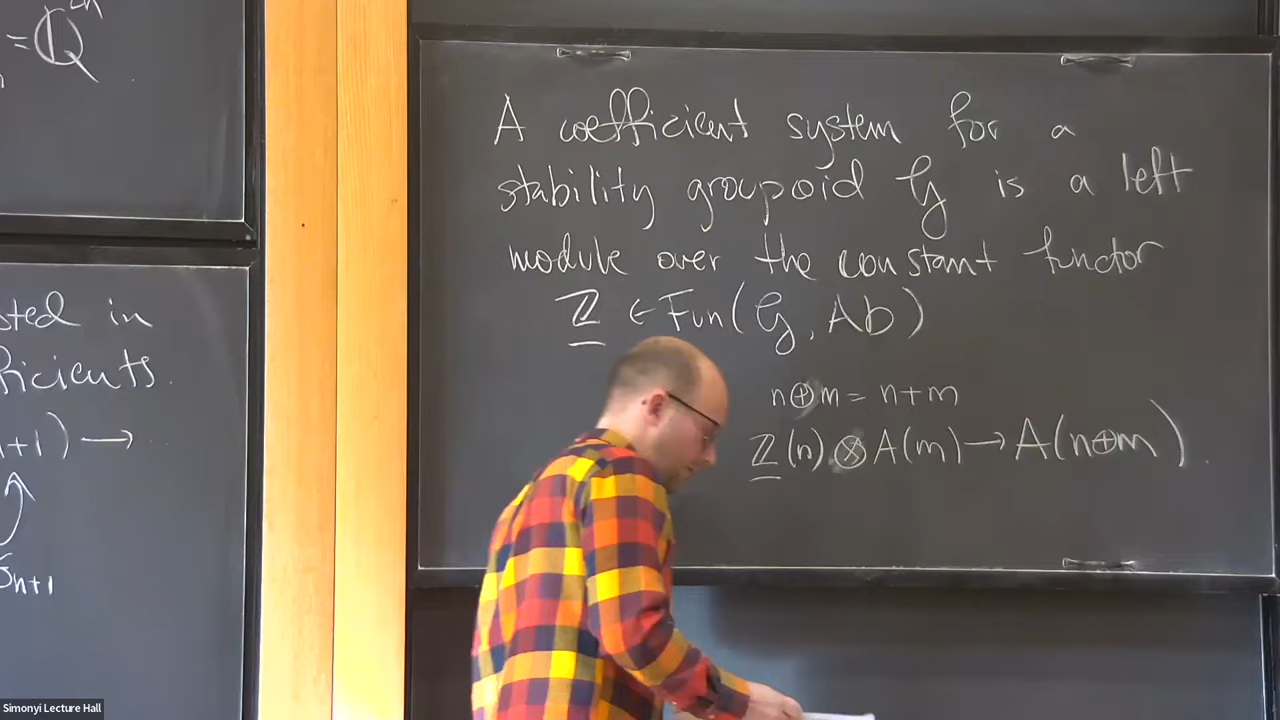 = ℚ²ⁿ
sted in
ficients.
n+1) →
Sn+1
A coefficient system for a
stability groupoid G is a left
module over the constant functor
ℤ ∈ Fun(G, Ab)
n⊕m = n+m
ℤ(n) ⊗ A(m) → A(n⊕m).
Simonyi Lecture Hall